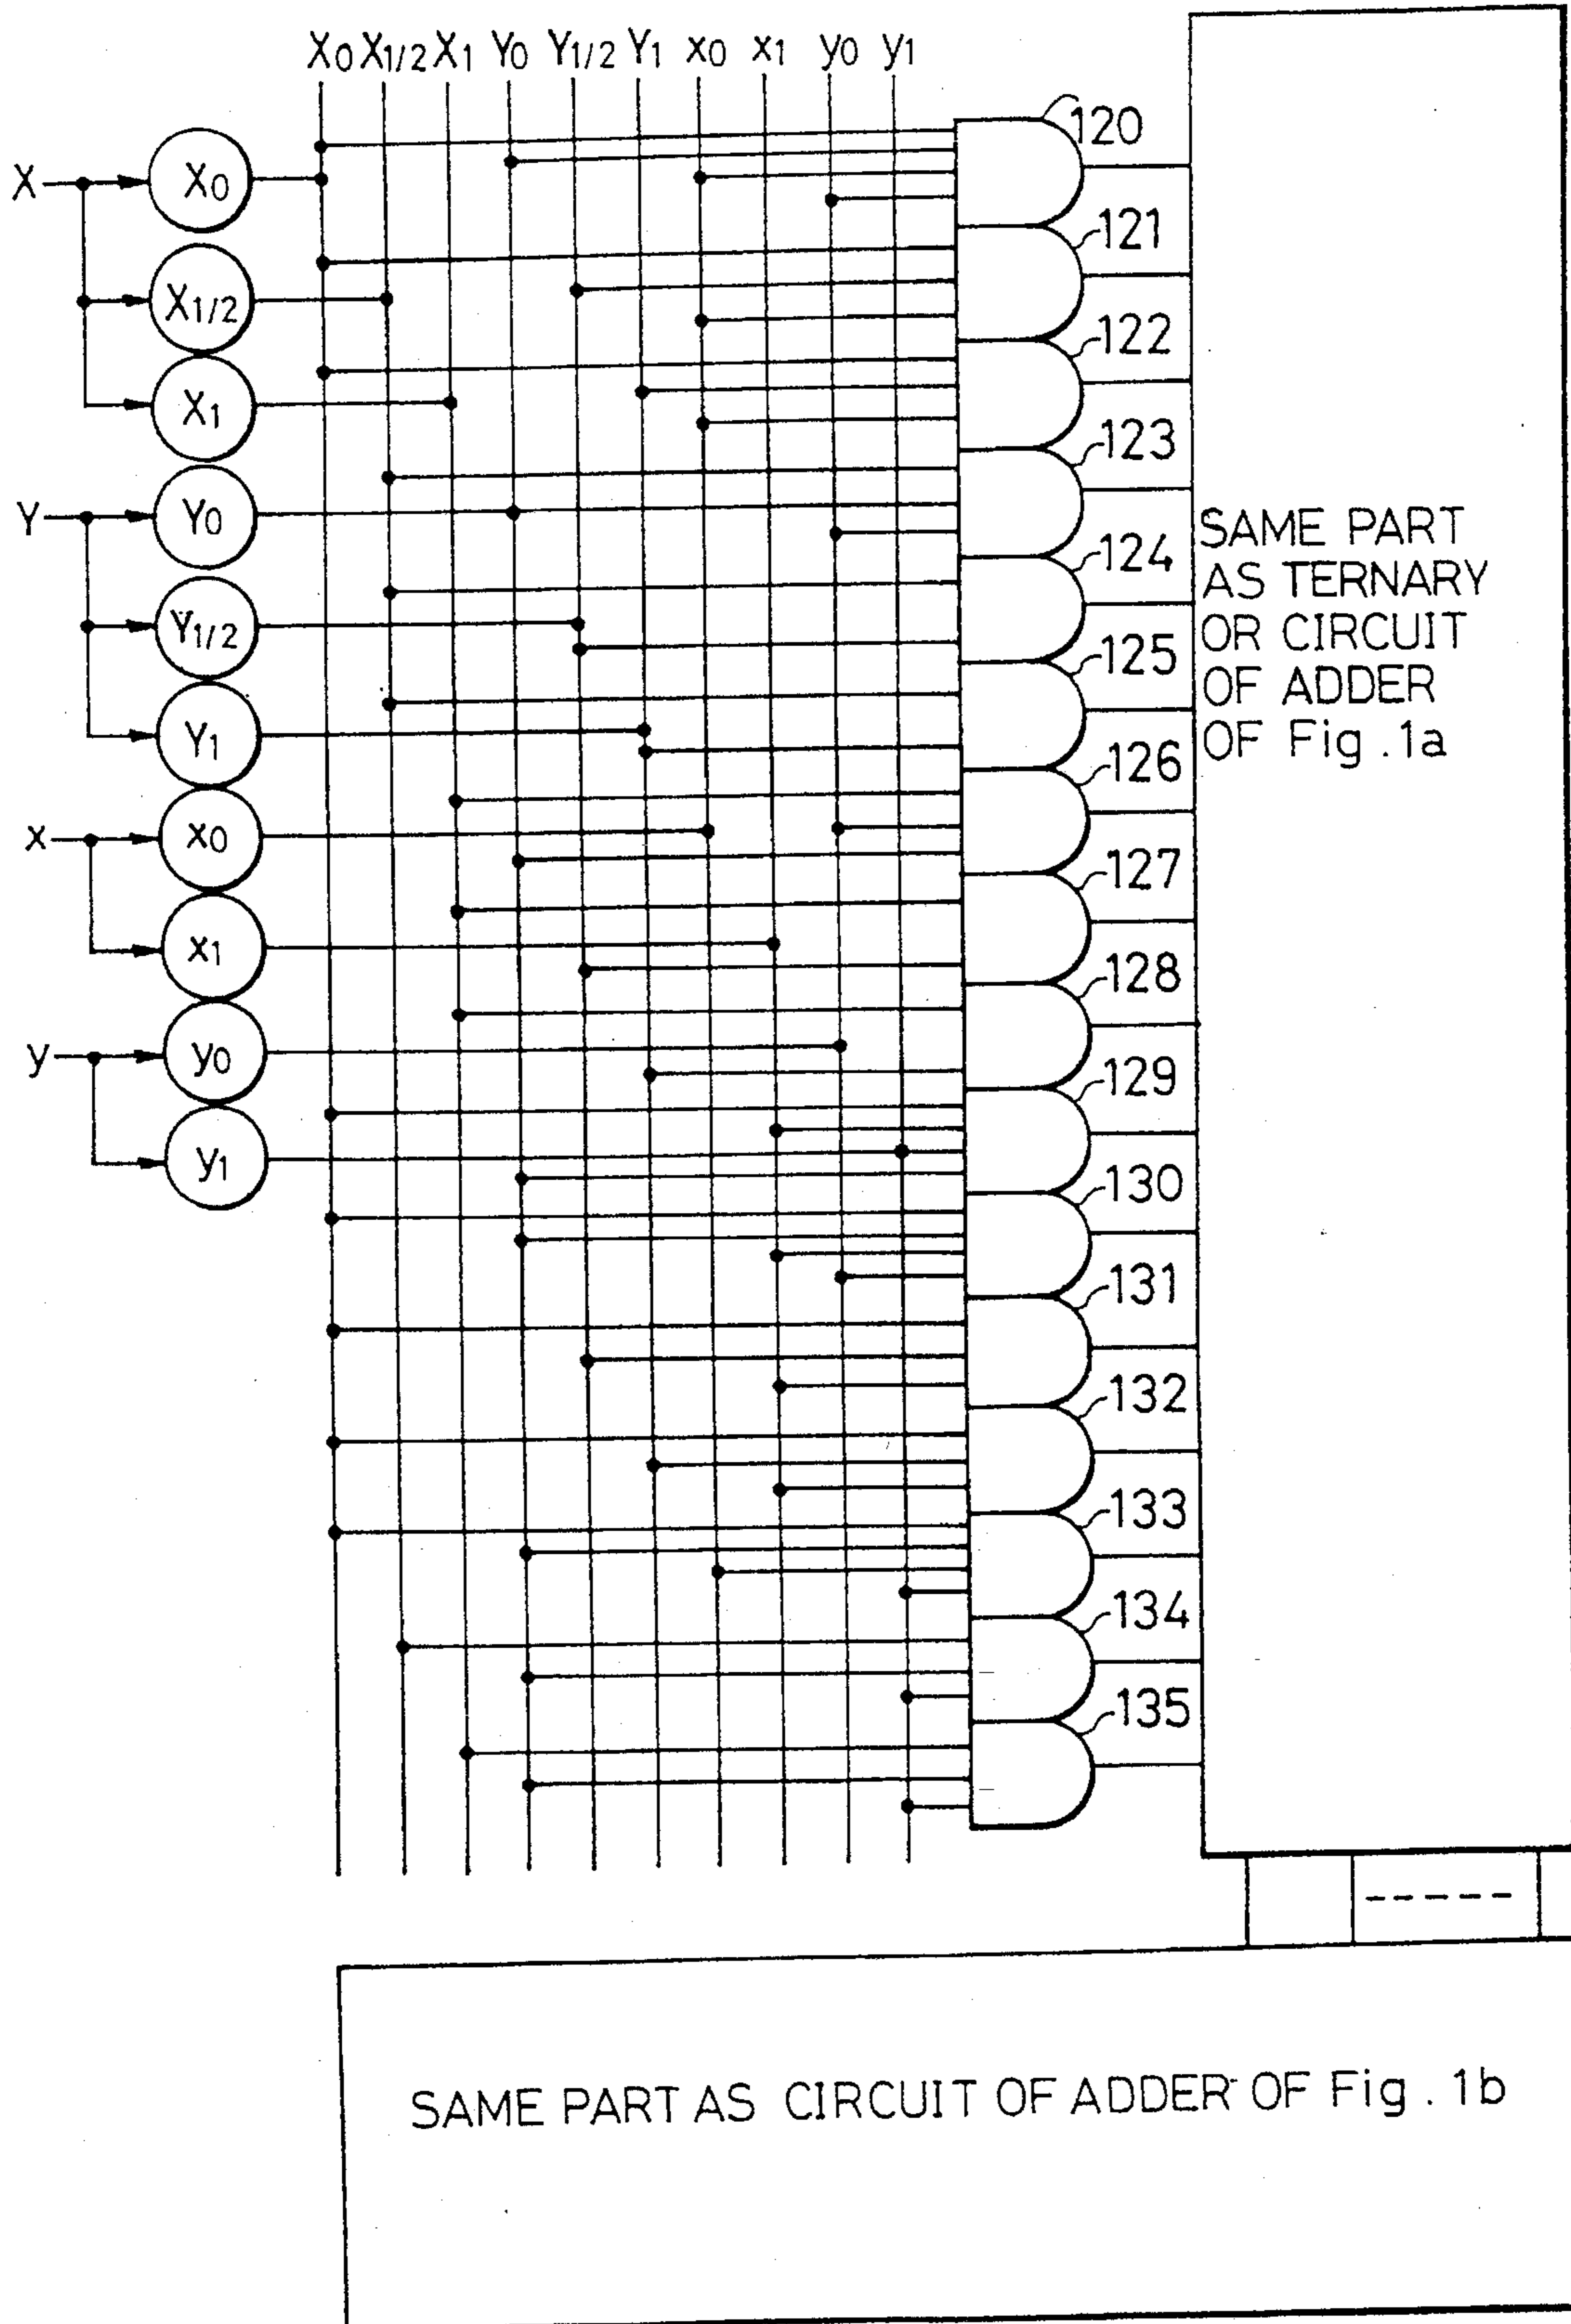 X0 X1/2 X1 Y0 Y1/2 Y1 x0 x1 y0 y1
120
X X0
121
X1/2
122
X1
123
Y Y0
124
Y1/2
125
Y1
126
x x0
127
x1
128
y y0
129
y1
130
131
132
133
134
135
SAME PART
AS TERNARY
OR CIRCUIT
OF ADDER
OF Fig.1a
SAME PART AS CIRCUIT OF ADDER OF Fig. 1b